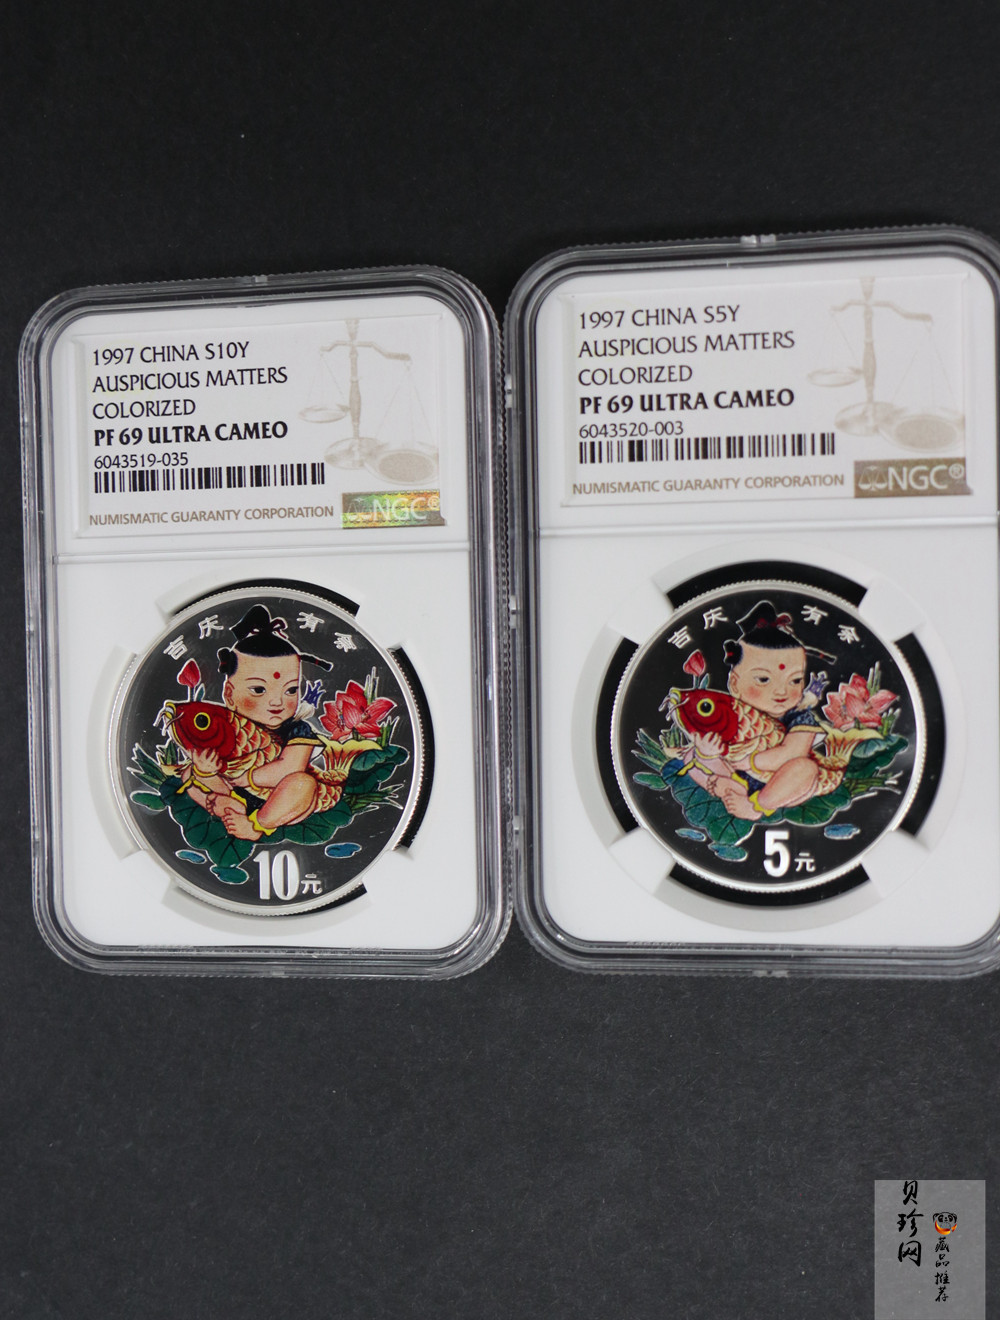 1997 CHINA S10Y
AUSPICIOUS MATTERS
COLORIZED
PF 69 ULTRA CAMEO
6043519-035
NUMISMATIC GUARANTY CORPORATION
NGC®
吉庆有余
10元
1997 CHINA S5Y
AUSPICIOUS MATTERS
COLORIZED
PF 69 ULTRA CAMEO
6043520-003
NUMISMATIC GUARANTY CORPORATION
NGC®
吉庆有余
5元
贝珍网
藏品推荐